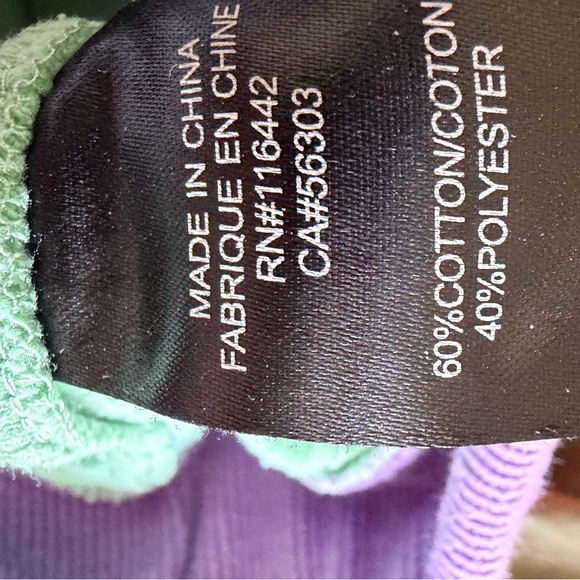 MADE IN CHINA
FABRIQUE EN CHINE
RN#116442
CA#56303
60%COTTON/COTON
40%POLYESTER